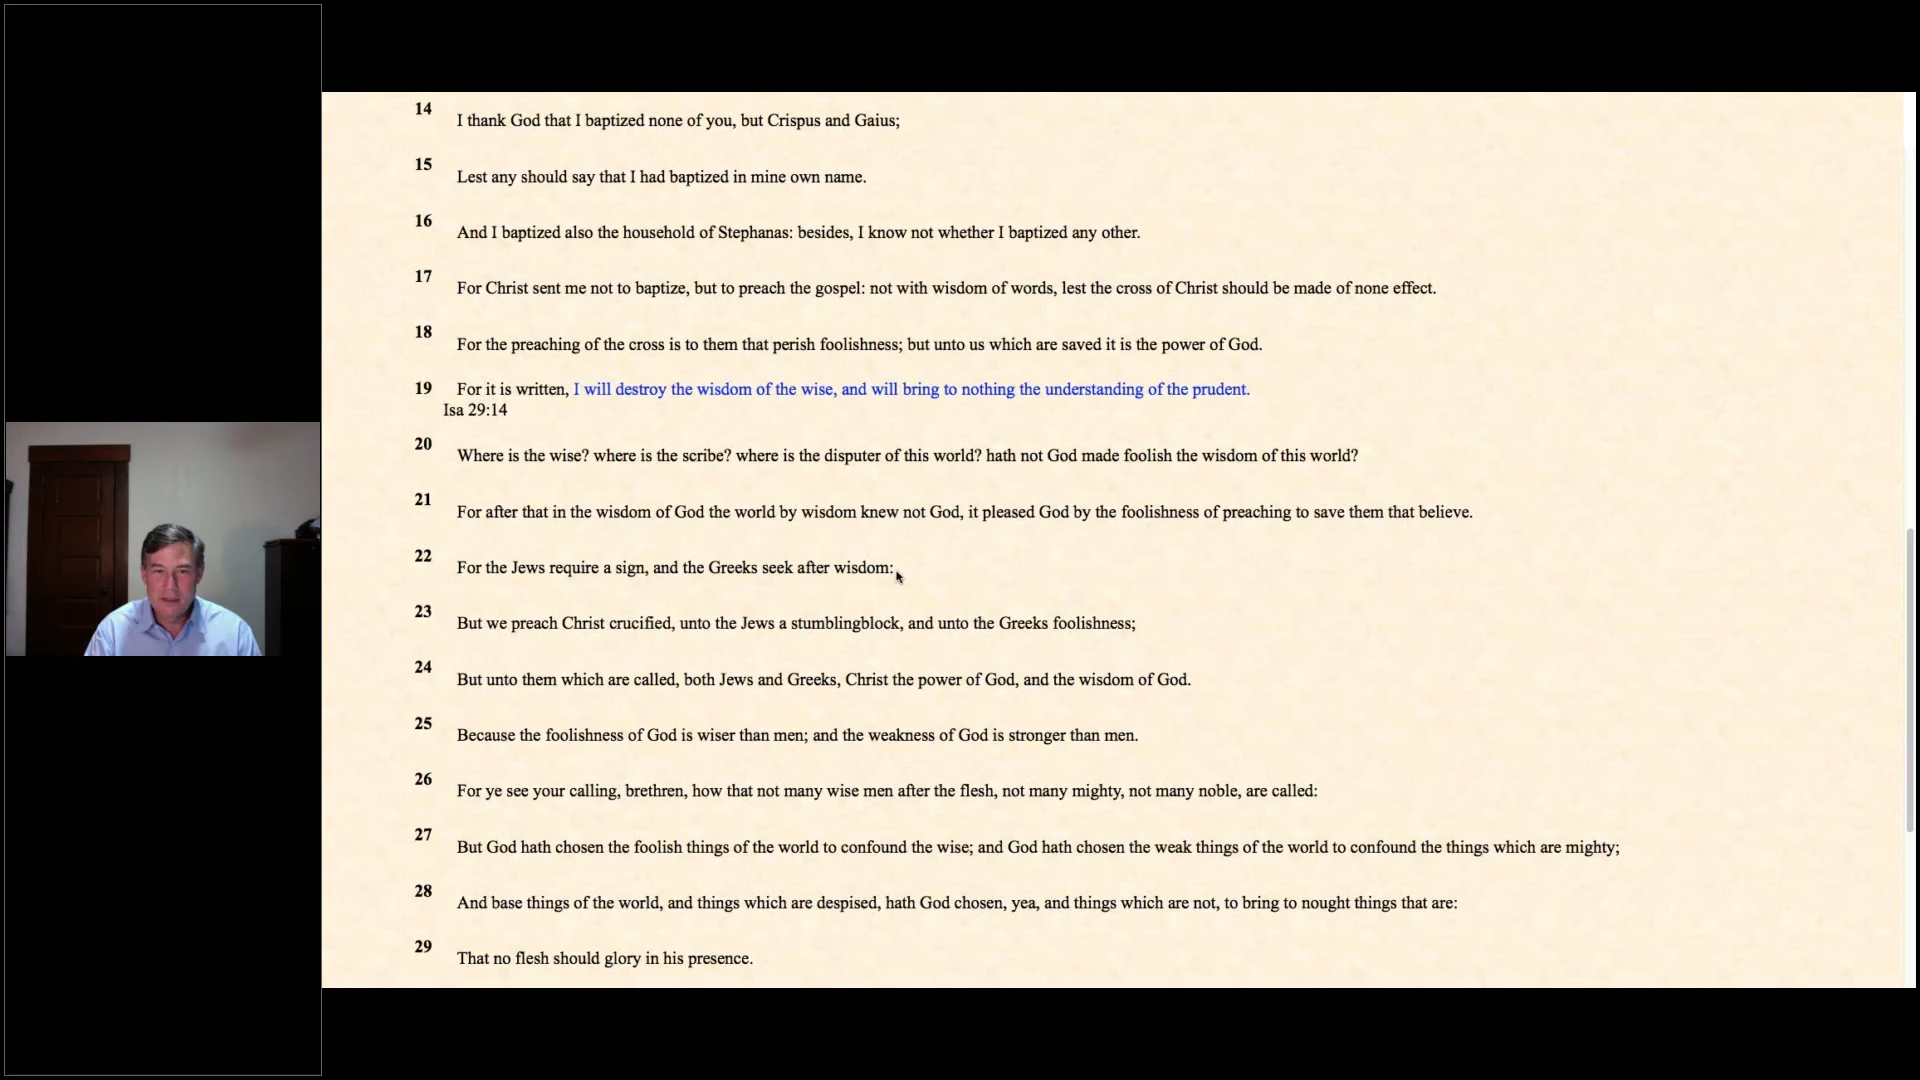 14 I thank God that I baptized none of you, but Crispus and Gaius;
15 Lest any should say that I had baptized in mine own name.
16 And I baptized also the household of Stephanas: besides, I know not whether I baptized any other.
17 For Christ sent me not to baptize, but to preach the gospel: not with wisdom of words, lest the cross of Christ should be made of none effect.
18 For the preaching of the cross is to them that perish foolishness; but unto us which are saved it is the power of God.
19 For it is written, I will destroy the wisdom of the wise, and will bring to nothing the understanding of the prudent.
Isa 29:14
20 Where is the wise? where is the scribe? where is the disputer of this world? hath not God made foolish the wisdom of this world?
21 For after that in the wisdom of God the world by wisdom knew not God, it pleased God by the foolishness of preaching to save them that believe.
22 For the Jews require a sign, and the Greeks seek after wisdom:
23 But we preach Christ crucified, unto the Jews a stumblingblock, and unto the Greeks foolishness;
24 But unto them which are called, both Jews and Greeks, Christ the power of God, and the wisdom of God.
25 Because the foolishness of God is wiser than men; and the weakness of God is stronger than men.
26 For ye see your calling, brethren, how that not many wise men after the flesh, not many mighty, not many noble, are called:
27 But God hath chosen the foolish things of the world to confound the wise; and God hath chosen the weak things of the world to confound the things which are mighty;
28 And base things of the world, and things which are despised, hath God chosen, yea, and things which are not, to bring to nought things that are:
29 That no flesh should glory in his presence.